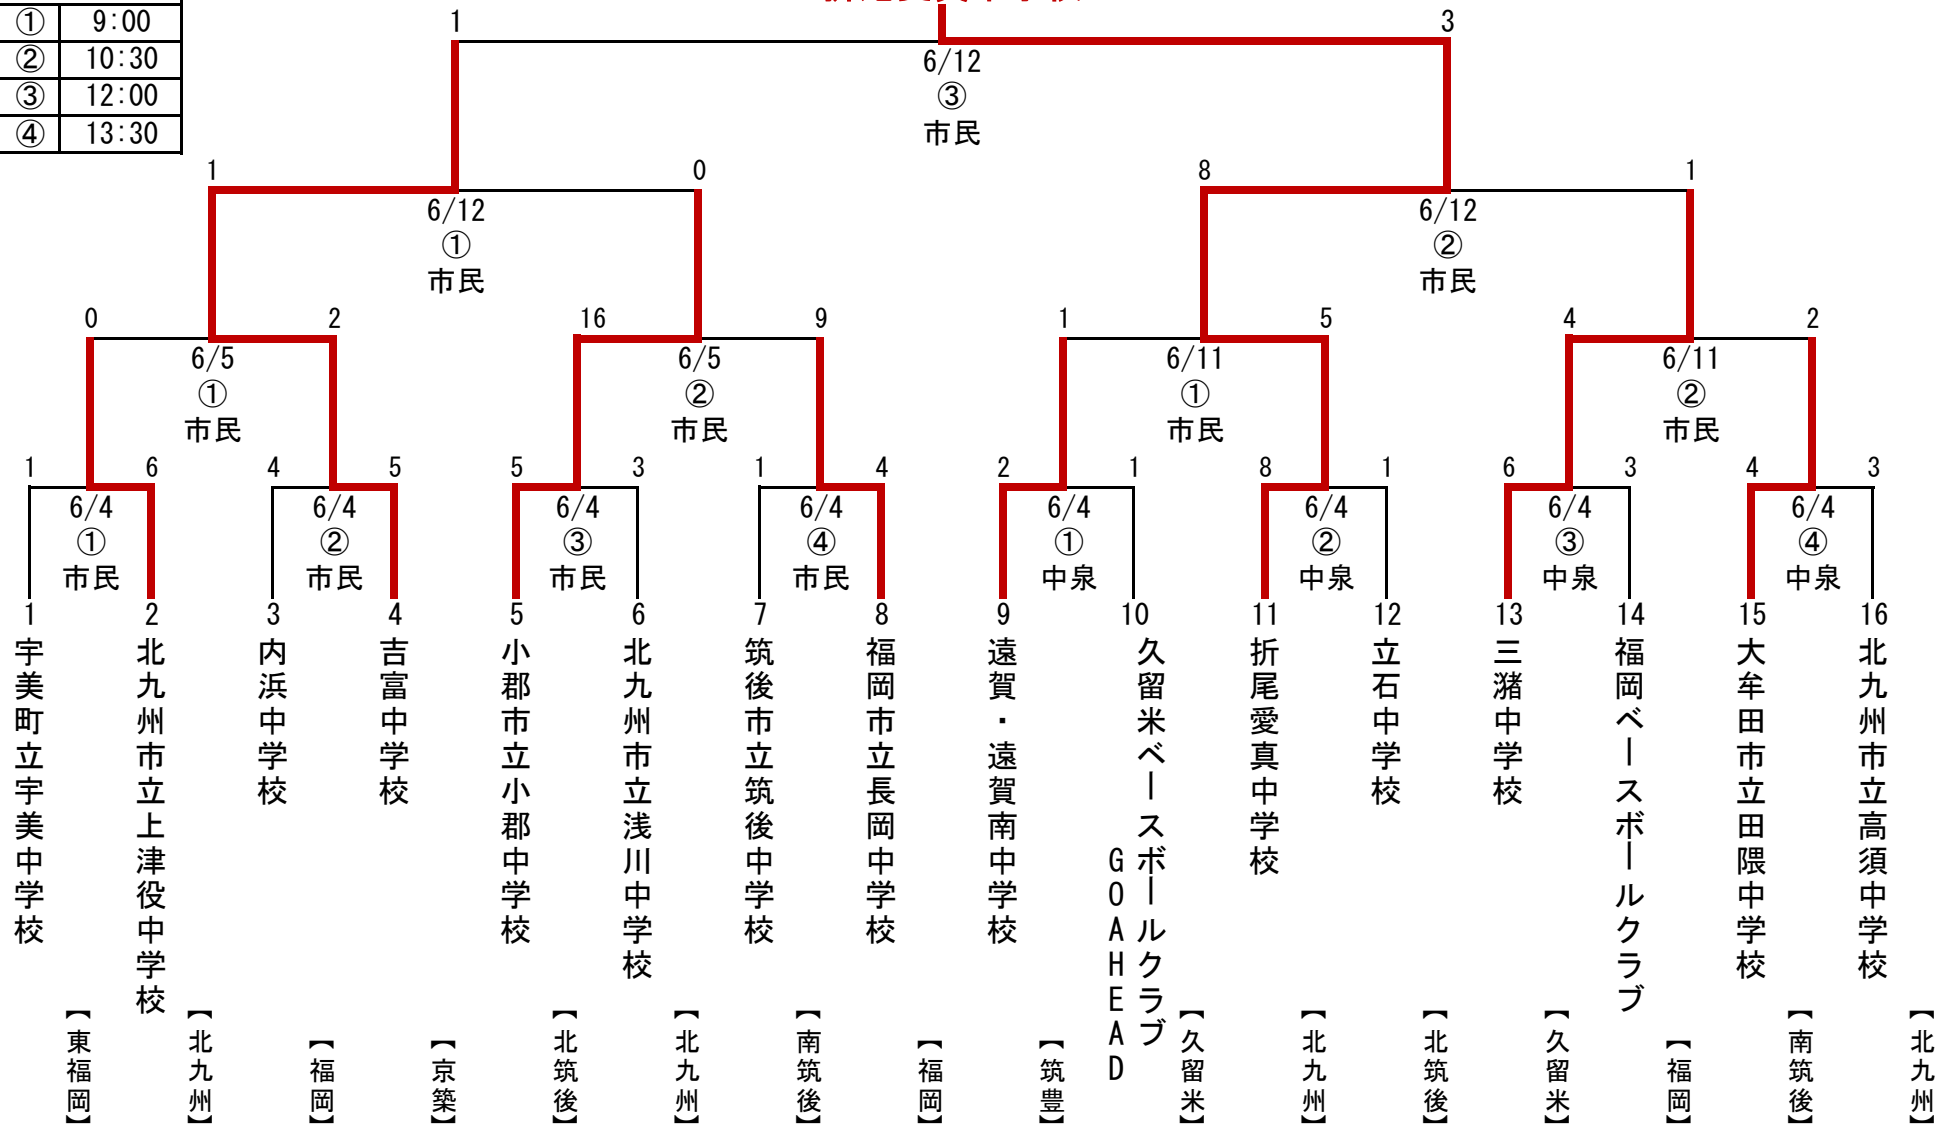 ① 9:00
② 10:30
③ 12:00
④ 13:30
1 3
6/12
③
市民
1 0 8 1
6/12 6/12
① ②
市民 市民
0 2 16 9 1 5 4 2
6/5 6/5 6/11 6/11
① ② ① ②
市民 市民 市民 市民
1 6 4 5 5 3 1 4 2 1 8 1 6 3 4 3
6/4 6/4 6/4 6/4 6/4 6/4 6/4 6/4
① ② ③ ④ ① ② ③ ④
市民 市民 市民 市民 中泉 中泉 中泉 中泉
1 2 3 4 5 6 7 8 9 10 11 12 13 14 15 16
宇美町立宇美中学校
北九州市立上津役中学校
内浜中学校
吉富中学校
小郡市立小郡中学校
北九州市立浅川中学校
筑後市立筑後中学校
福岡市立長岡中学校
遠賀・遠賀南中学校
久留米ベースボールクラブ
GOAHEAD
折尾愛真中学校
立石中学校
三潴中学校
福岡ベースボールクラブ
大牟田市立田隈中学校
北九州市立高須中学校
【東福岡】
【北九州】
【福岡】
【京築】
【北筑後】
【北九州】
【南筑後】
【福岡】
【筑豊】
【久留米】
【北九州】
【北筑後】
【久留米】
【福岡】
【南筑後】
【北九州】